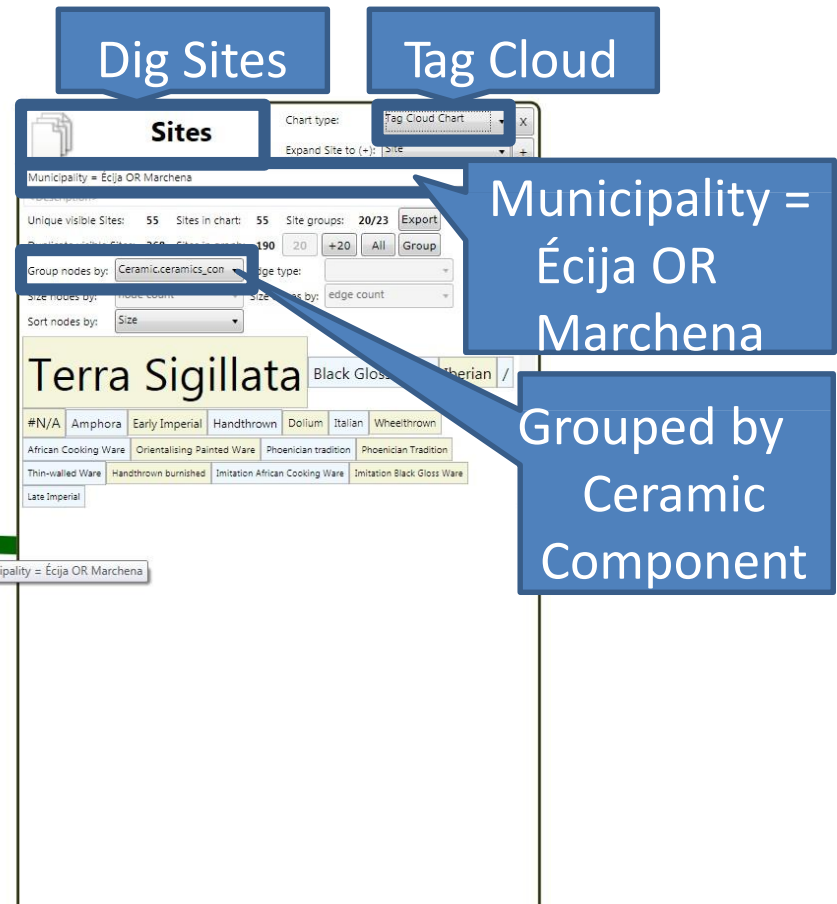 Dig Sites
Tag Cloud
Sites
Chart type: Tag Cloud Chart X
Expand Site to (+): Site +
Municipality = Écija OR Marchena
Municipality =
Écija OR
Marchena
Unique visible Sites: 55 Sites in chart: 55 Site groups: 20/23 Export
190 20 +20 All Group
Group nodes by: Ceramic.ceramics_con type:
Size nodes by: node count by: edge count
Sort nodes by: Size
Terra Sigillata Black Gloss Iberian /
#N/A Amphora Early Imperial Handthrown Dolium Italian Wheelthrown
African Cooking Ware Orientalising Painted Ware Phoenician tradition Phoenician Tradition
Thin-walled Ware Handthrown burnished Imitation African Cooking Ware Imitation Black Gloss Ware
Late Imperial
Grouped by
Ceramic
Component
ipality = Écija OR Marchena